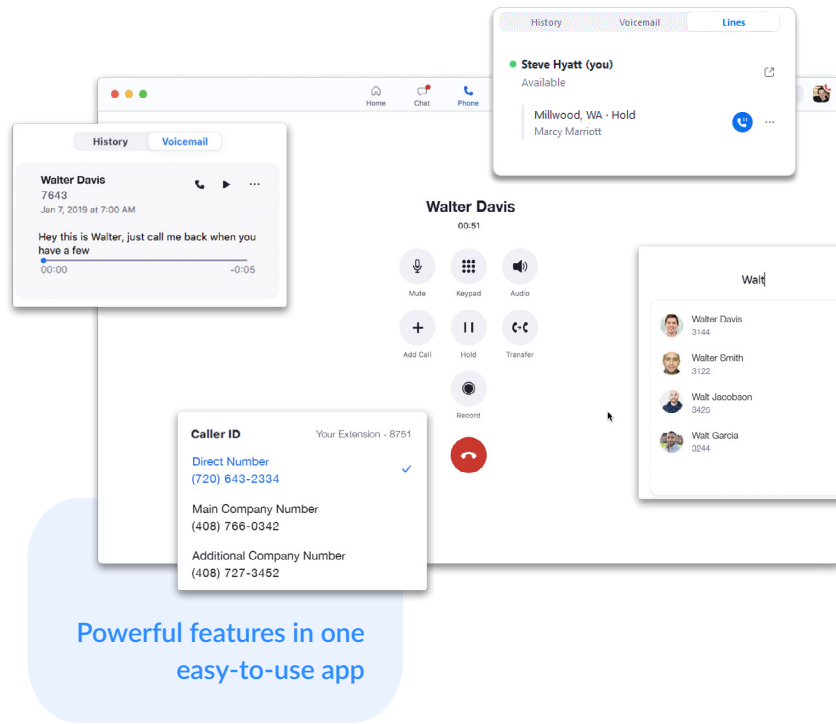 History Voicemail Lines
Steve Hyatt (you)
Available
Millwood, WA · Hold
Marcy Marriott
Home Chat Phone
History Voicemail
Walter Davis
7643
Jan 7, 2019 at 7:00 AM
Hey this is Walter, just call me back when you
have a few
00:00 -0:05
Walter Davis
00:51
Mute Keypad Audio
Add Call Hold Transfer
Record
Walt
Walter Davis
3144
Walter Smith
3122
Walt Jacobson
3425
Walt Garcia
3244
Caller ID Your Extension - 8751
Direct Number
(720) 643-2334
Main Company Number
(408) 766-0342
Additional Company Number
(408) 727-3452
Powerful features in one
easy-to-use app